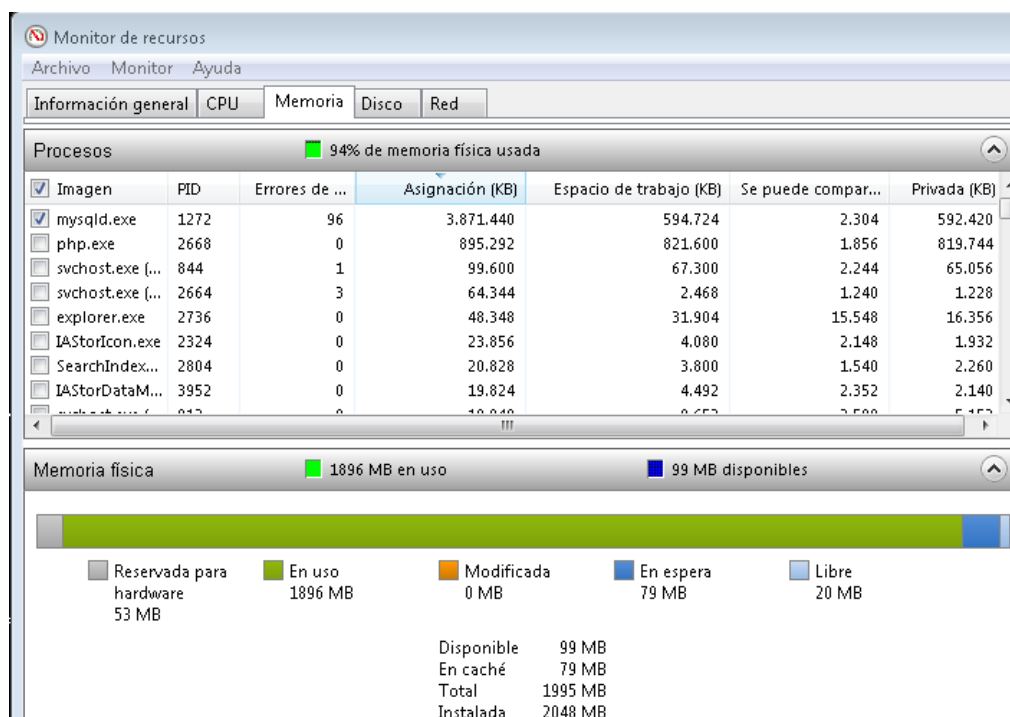 Monitor de recursos
Archivo Monitor Ayuda
Información general CPU Memoria Disco Red
Procesos 94% de memoria física usada
Imagen PID Errores de ... Asignación (KB) Espacio de trabajo (KB) Se puede compar... Privada (KB)
mysqld.exe 1272 96 3.871.440 594.724 2.304 592.420
php.exe 2668 0 895.292 821.600 1.856 819.744
svchost.exe (... 844 1 99.600 67.300 2.244 65.056
svchost.exe (... 2664 3 64.344 2.468 1.240 1.228
explorer.exe 2736 0 48.348 31.904 15.548 16.356
IAStorIcon.exe 2324 0 23.856 4.080 2.148 1.932
SearchIndex... 2804 0 20.828 3.800 1.540 2.260
IAStorDataM... 3952 0 19.824 4.492 2.352 2.140
Memoria física 1896 MB en uso 99 MB disponibles
Reservada para En uso Modificada En espera Libre
hardware 1896 MB 0 MB 79 MB 20 MB
53 MB
Disponible 99 MB
En caché 79 MB
Total 1995 MB
Instalada 2048 MB